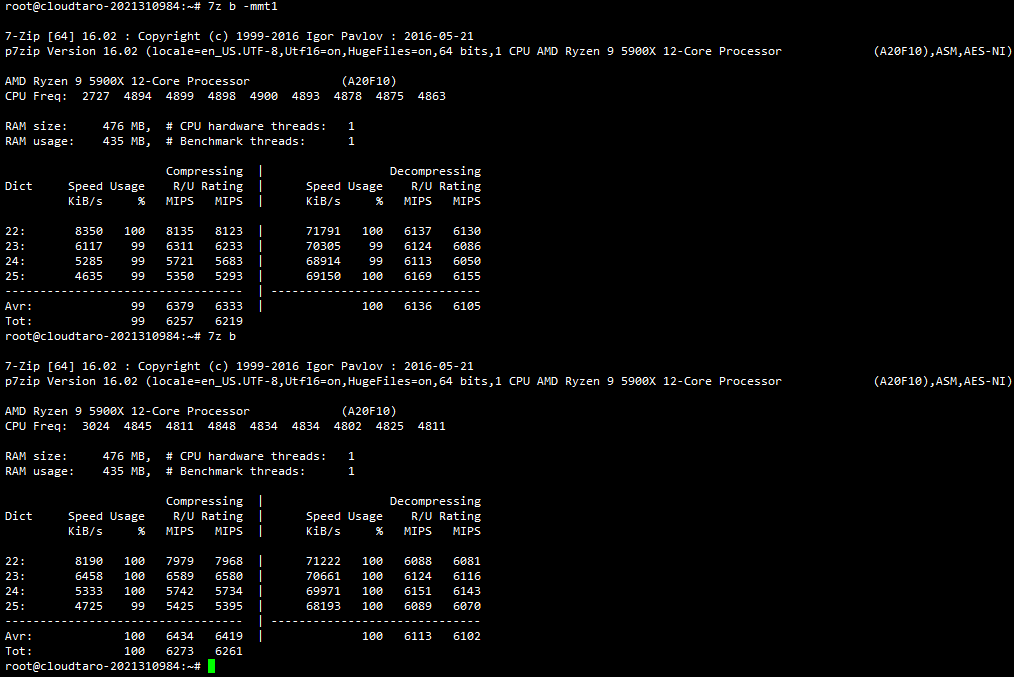 root@cloudtaro-2021310984:~# 7z b -mmt1
7-Zip [64] 16.02 : Copyright (c) 1999-2016 Igor Pavlov : 2016-05-21
p7zip Version 16.02 (locale=en_US.UTF-8,Utf16=on,HugeFiles=on,64 bits,1 CPU AMD Ryzen 9 5900X 12-Core Processor             (A20F10),ASM,AES-NI)
AMD Ryzen 9 5900X 12-Core Processor             (A20F10)
CPU Freq:  2727  4894  4899  4898  4900  4893  4878  4875  4863
RAM size:     476 MB,  # CPU hardware threads:   1
RAM usage:    435 MB,  # Benchmark threads:      1
                       Compressing  |                  Decompressing
Dict     Speed Usage    R/U Rating  |      Speed Usage    R/U Rating
         KiB/s     %   MIPS   MIPS  |      KiB/s     %   MIPS   MIPS
22:       8350   100   8135   8123  |      71791   100   6137   6130
23:       6117    99   6311   6233  |      70305    99   6124   6086
24:       5285    99   5721   5683  |      68914    99   6113   6050
25:       4635    99   5350   5293  |      69150   100   6169   6155
----------------------------------  | ------------------------------
Avr:              99   6379   6333  |              100   6136   6105
Tot:              99   6257   6219
root@cloudtaro-2021310984:~# 7z b
7-Zip [64] 16.02 : Copyright (c) 1999-2016 Igor Pavlov : 2016-05-21
p7zip Version 16.02 (locale=en_US.UTF-8,Utf16=on,HugeFiles=on,64 bits,1 CPU AMD Ryzen 9 5900X 12-Core Processor             (A20F10),ASM,AES-NI)
AMD Ryzen 9 5900X 12-Core Processor             (A20F10)
CPU Freq:  3024  4845  4811  4848  4834  4834  4802  4825  4811
RAM size:     476 MB,  # CPU hardware threads:   1
RAM usage:    435 MB,  # Benchmark threads:      1
                       Compressing  |                  Decompressing
Dict     Speed Usage    R/U Rating  |      Speed Usage    R/U Rating
         KiB/s     %   MIPS   MIPS  |      KiB/s     %   MIPS   MIPS
22:       8190   100   7979   7968  |      71222   100   6088   6081
23:       6458   100   6589   6580  |      70661   100   6124   6116
24:       5333   100   5742   5734  |      69971   100   6151   6143
25:       4725    99   5425   5395  |      68193   100   6089   6070
----------------------------------  | ------------------------------
Avr:             100   6434   6419  |              100   6113   6102
Tot:             100   6273   6261
root@cloudtaro-2021310984:~#